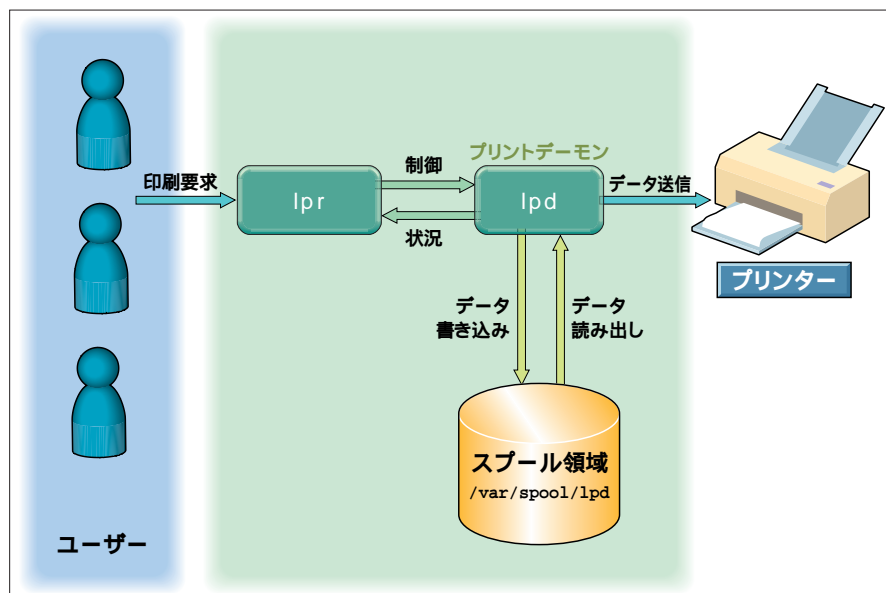 プリントデーモン
印刷要求
lpr
制御
状況
lpd
データ送信
プリンター
データ
書き込み
データ
読み出し
スプール領域
/var/spool/lpd
ユーザー